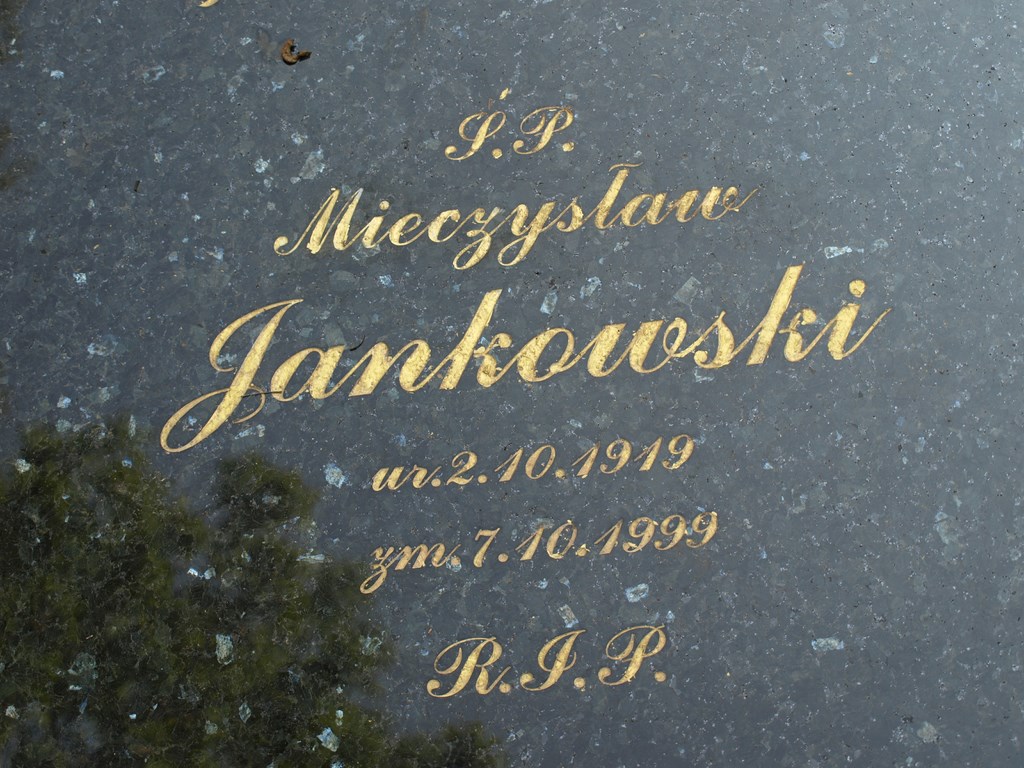 Ś.P.
Mieczysław
Jankowski
ur.2.10.1919
zm.7.10.1999
R.I.P.